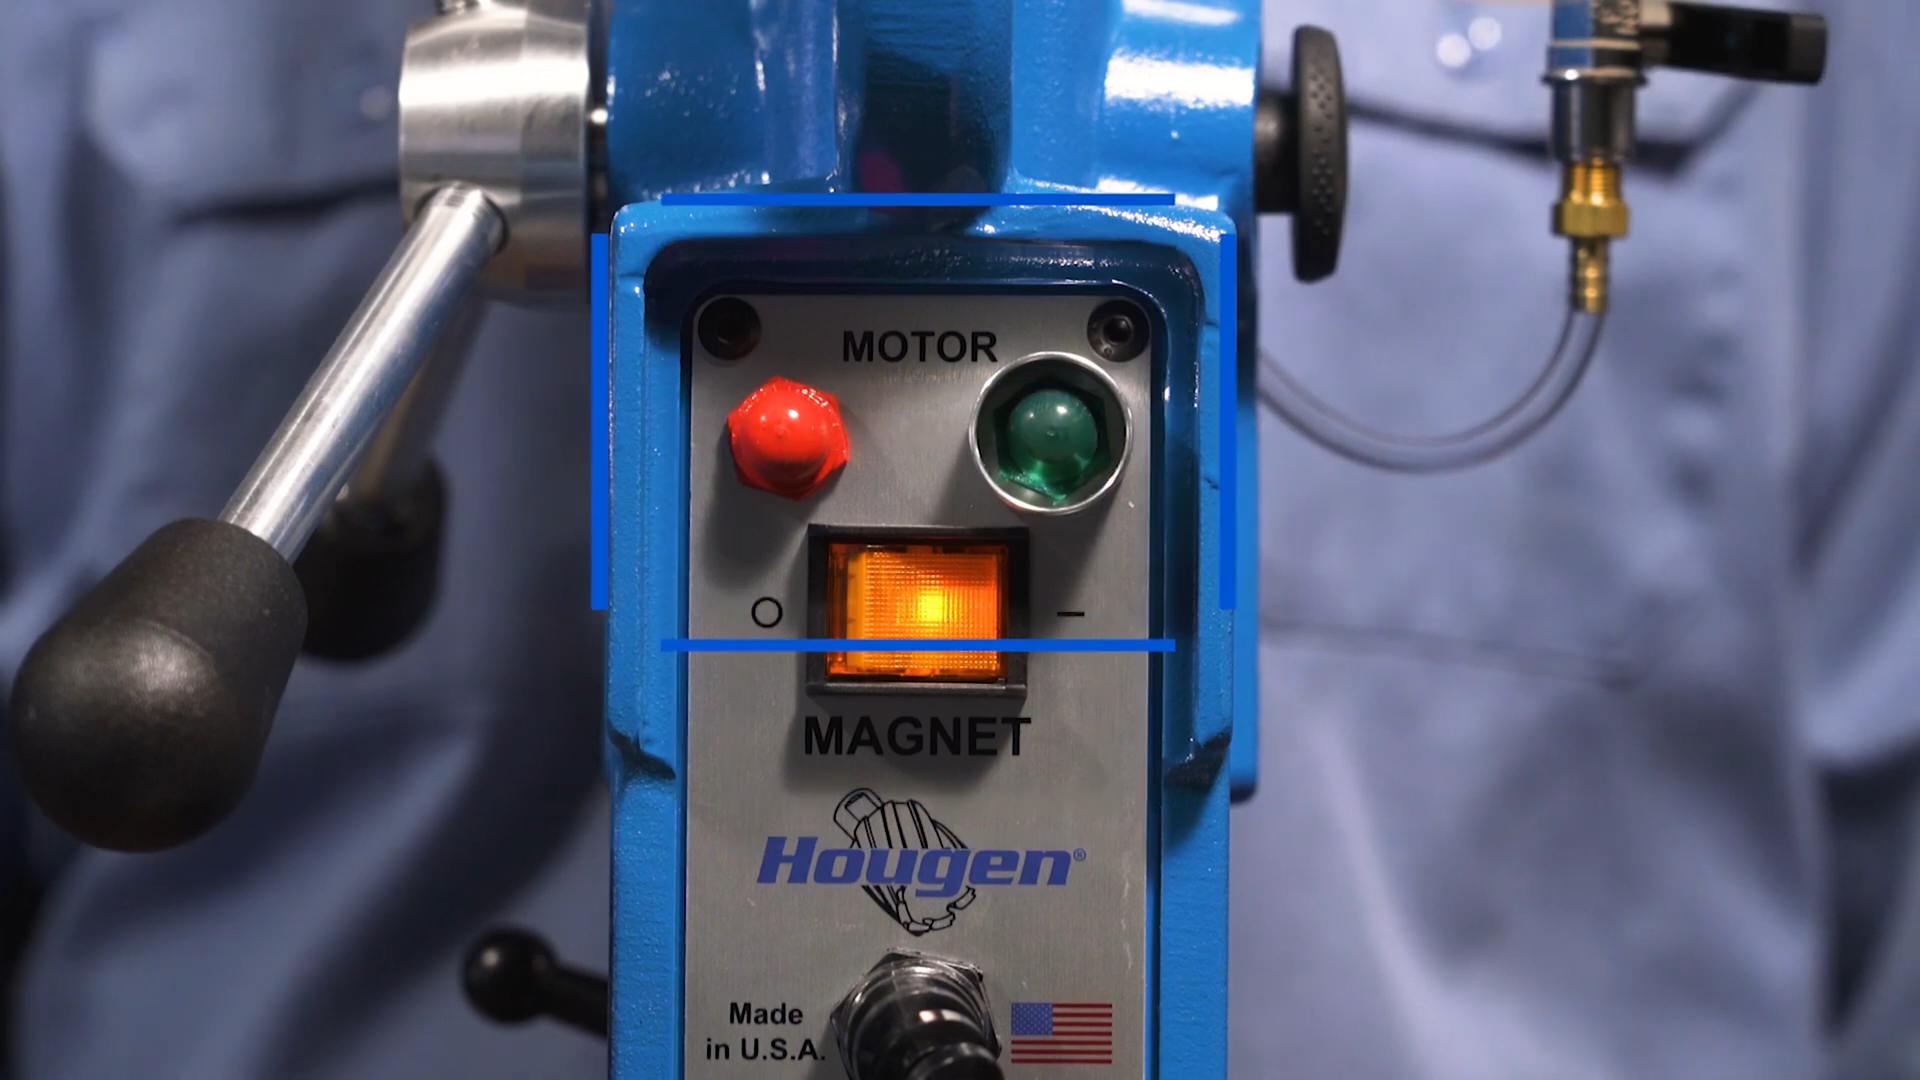 MOTOR
O –
MAGNET
Hougen®
Made
in U.S.A.